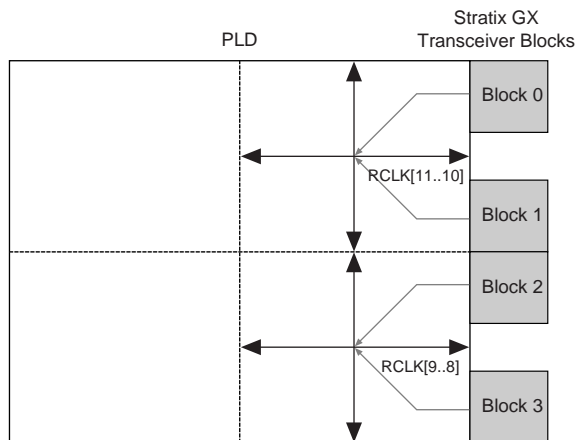 Stratix GX
PLD
Transceiver Blocks
Block 0
RCLK[11..10]
Block 1
Block 2
RCLK[9..8]
Block 3